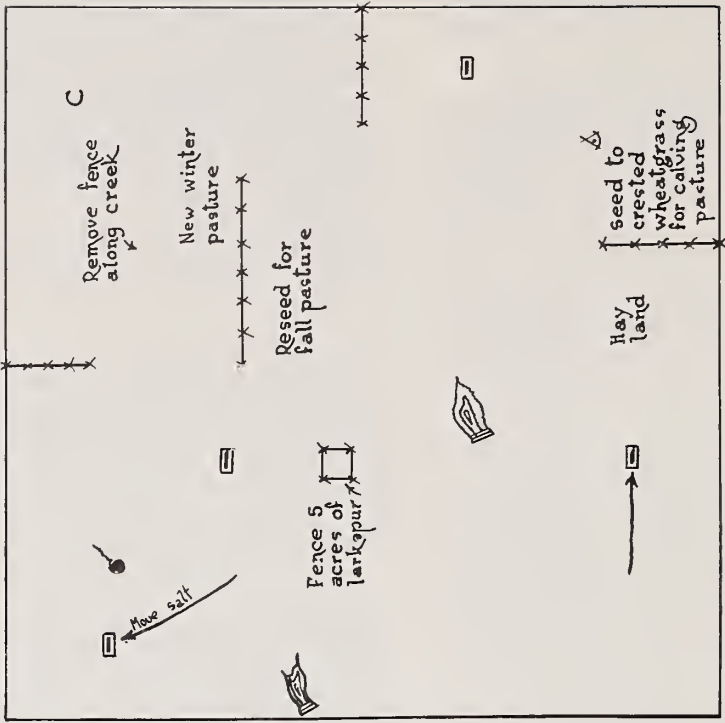 C
Remove fence
along creek
New winter
pasture
Reseed for
fall pasture
Move salt
Fence 5
acres of
larkspur
Hay
land
seed to
crested
wheatgrass
for calving
pasture